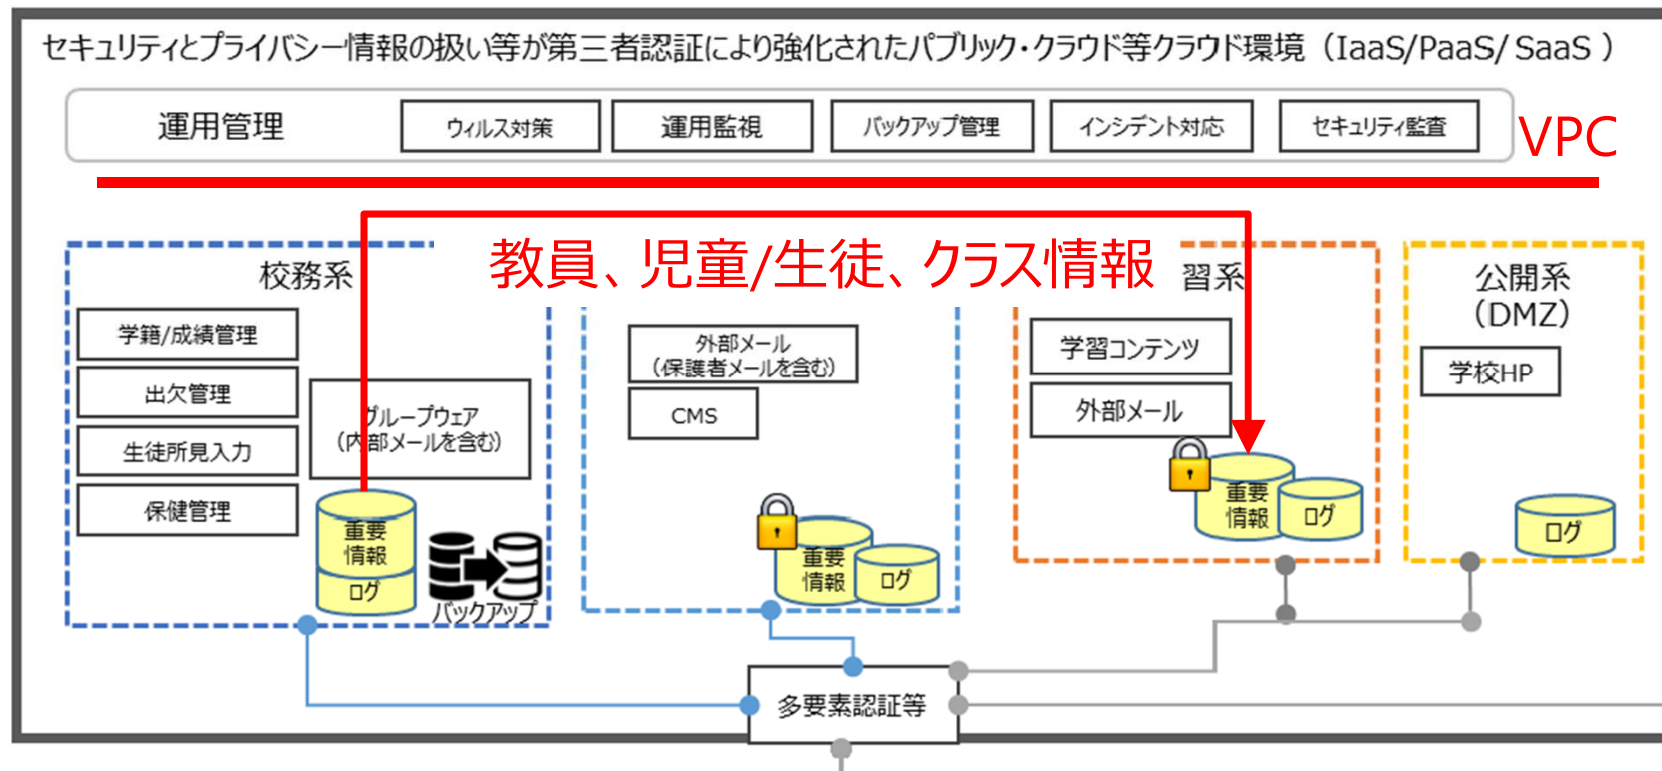 セキュリティとプライバシー情報の扱い等が第三者認証により強化されたパブリック・クラウド等クラウド環境（IaaS/PaaS/ SaaS ）
運用管理
ウィルス対策
運用監視
バックアップ管理
インシデント対応
セキュリティ監査
VPC
教員、児童/生徒、クラス情報
校務系
学籍/成績管理
出欠管理
生徒所見入力
保健管理
グループウェア
（内部メールを含む）
重要
情報
ログ
バックアップ
外部メール
（保護者メールを含む）
CMS
重要
情報
ログ
習系
学習コンテンツ
外部メール
重要
情報
ログ
公開系
（DMZ）
学校HP
ログ
多要素認証等